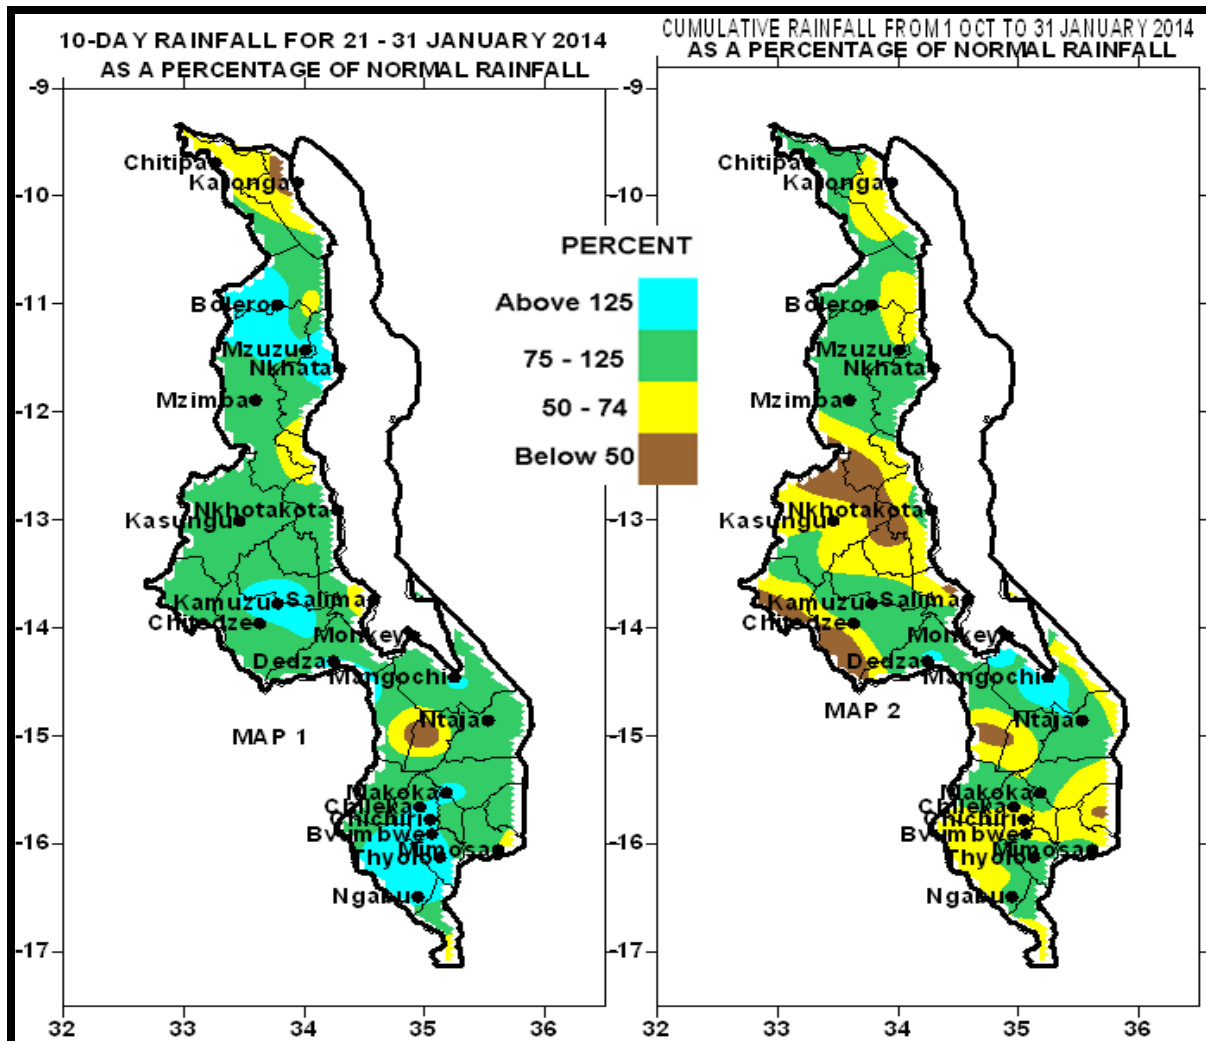 10-DAY RAINFALL FOR 21 - 31 JANUARY 2014
AS A PERCENTAGE OF NORMAL RAINFALL
CUMULATIVE RAINFALL FROM 1 OCT TO 31 JANUARY 2014
AS A PERCENTAGE OF NORMAL RAINFALL
-9
-10
-11
-12
-13
-14
-15
-16
-17
32
33
34
35
36
Chitipa
Karonga
Bolero
Mzuzu
Nkhata
Mzimba
Nkhotakota
Kasungu
Kamuzu
Salima
Chitedze
Monkey
Dedza
Mangochi
Ntaja
MAP 1
Makoka
Chileka
Chichiri
Bvumbwe
Mimosa
Thyolo
Ngabu
PERCENT
Above 125
75 - 125
50 - 74
Below 50
-9
-10
-11
-12
-13
-14
-15
-16
-17
32
33
34
35
36
Chitipa
Karonga
Bolero
Mzuzu
Nkhata
Mzimba
Nkhotakota
Kasungu
Kamuzu
Salima
Chitedze
Monkey
Dedza
Mangochi
Ntaja
MAP 2
Makoka
Chileka
Chichiri
Bvumbwe
Mimosa
Thyolo
Ngabu